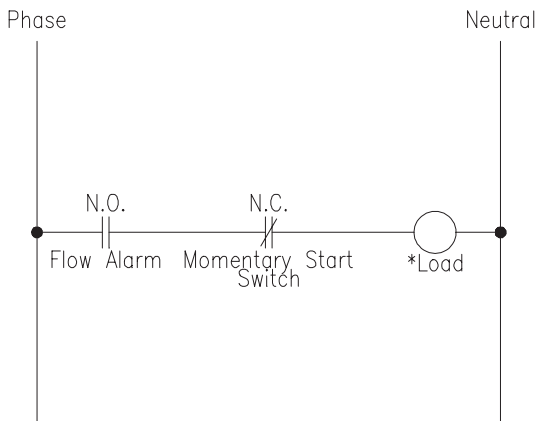 Phase
Neutral
N.O.
N.C.
Flow Alarm
Momentary Start
Switch
*Load